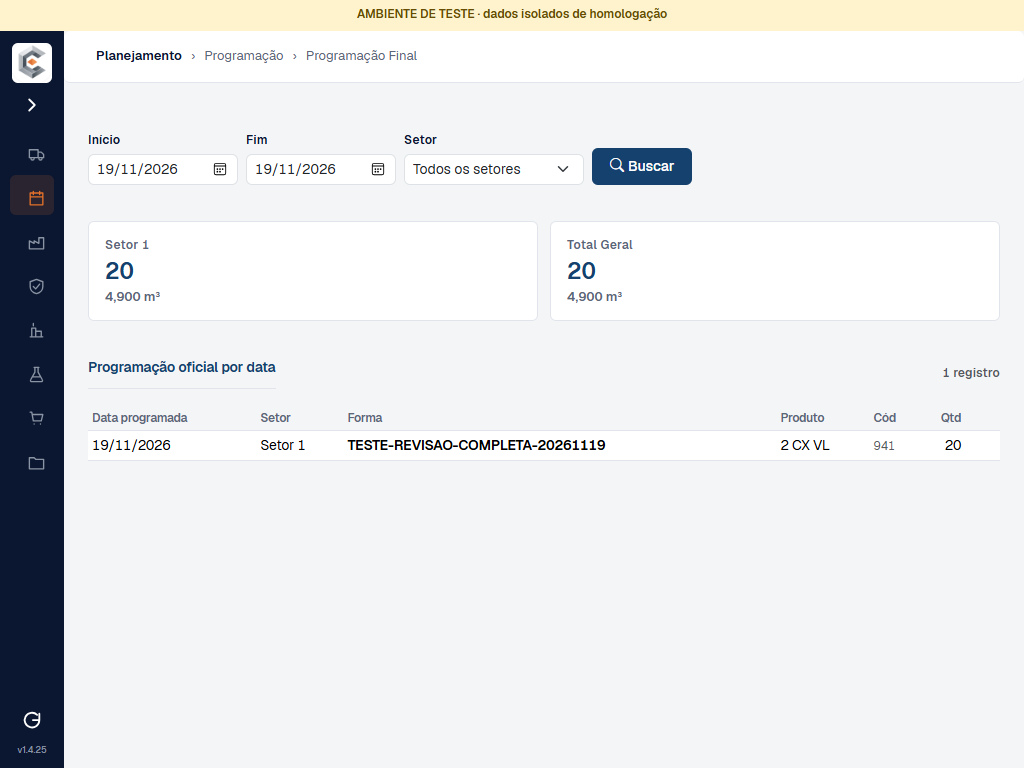 AMBIENTE DE TESTE · dados isolados de homologação
Planejamento › Programação › Programação Final
Início Fim Setor
19/11/2026 19/11/2026 Todos os setores Buscar
Setor 1 Total Geral
20 20
4,900 m³ 4,900 m³
Programação oficial por data
1 registro
Data programada Setor Forma Produto Cód Qtd
19/11/2026 Setor 1 TESTE-REVISAO-COMPLETA-20261119 2 CX VL 941 20
v1.4.25